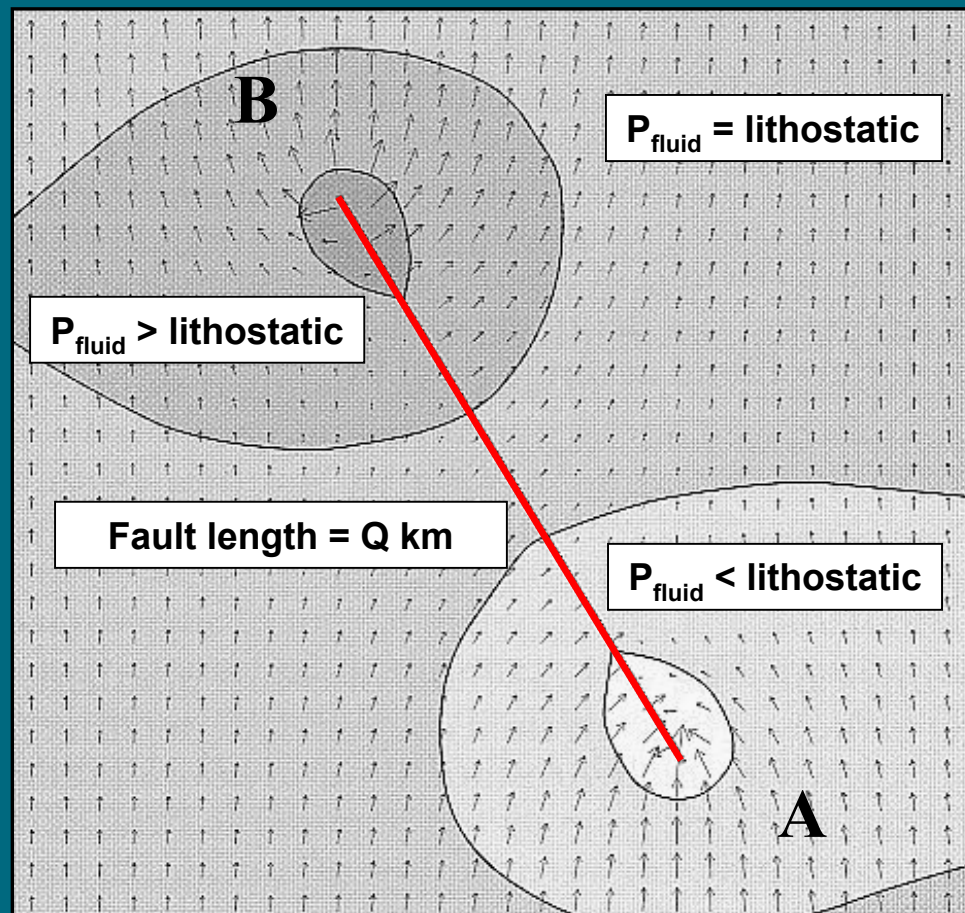 B
P_fluid = lithostatic
P_fluid > lithostatic
Fault length = Q km
P_fluid < lithostatic
A